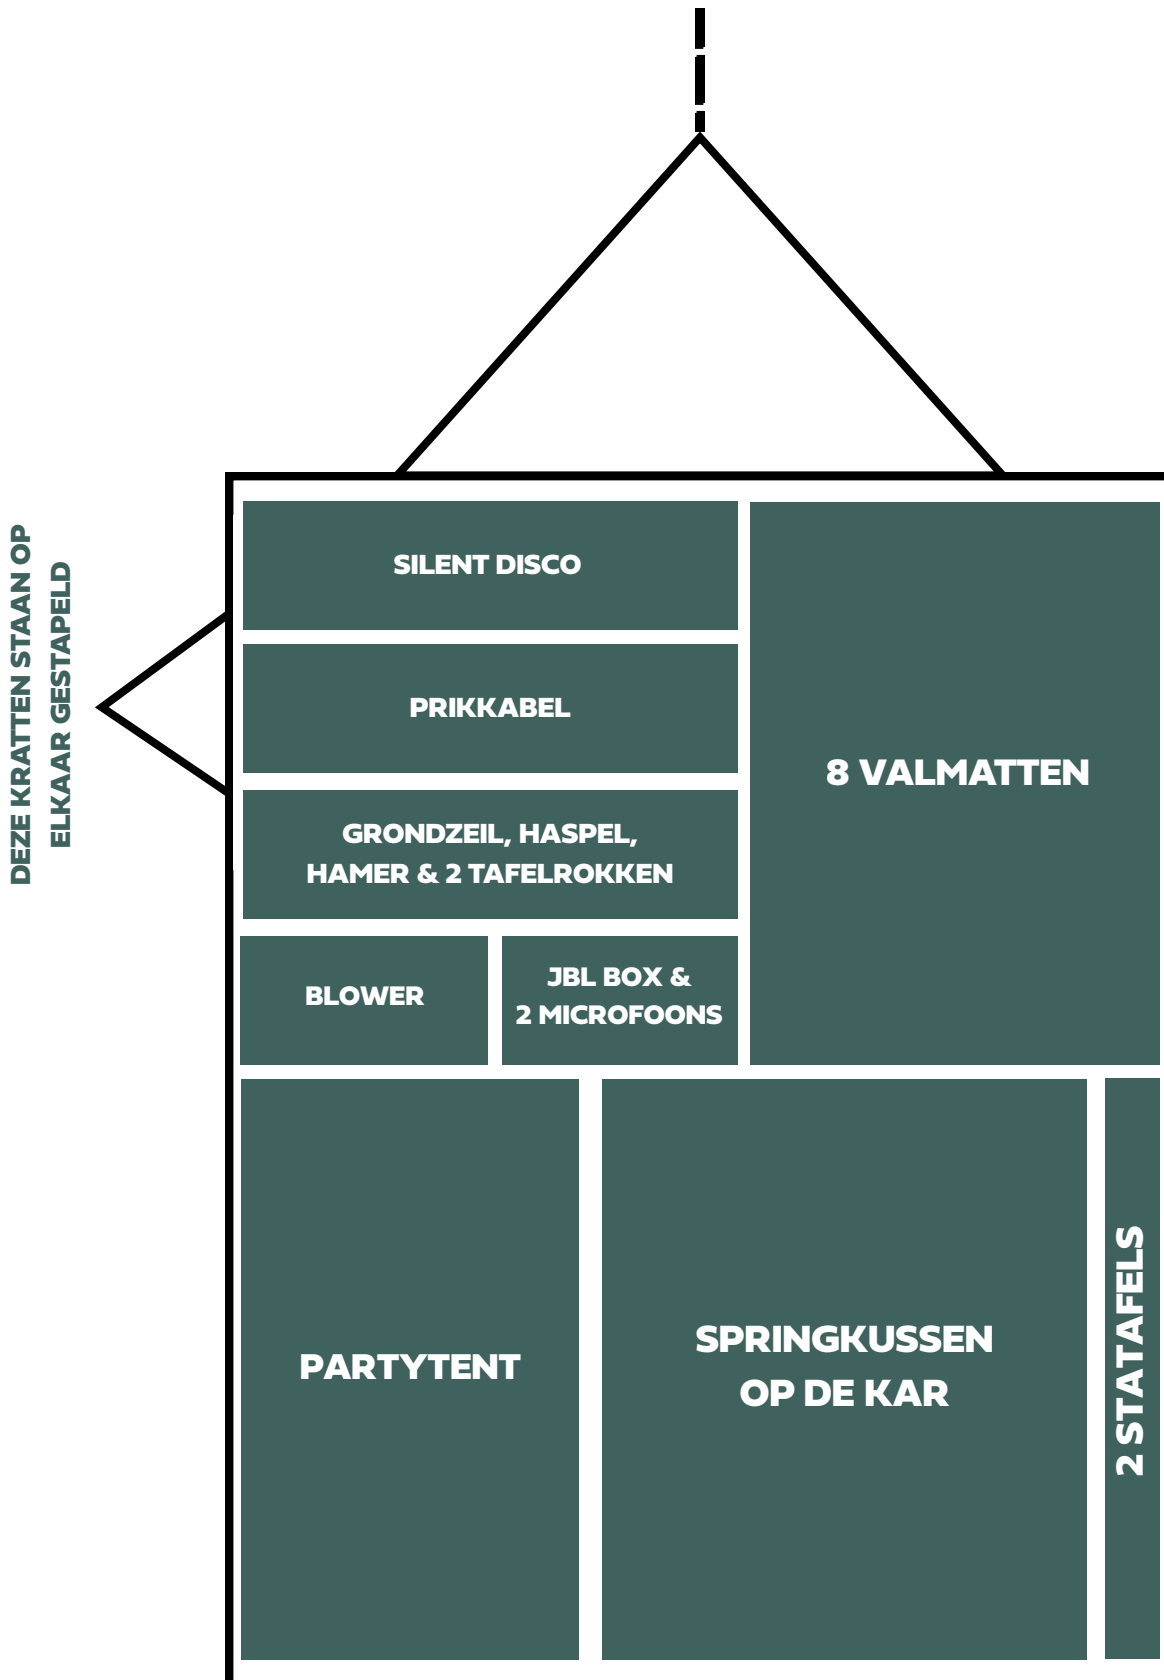 DEZE KRATTEN STAAN OP
ELKAAR GESTAPELD
SILENT DISCO
PRIKKABEL
GRONDZEIL, HASPEL,
HAMER & 2 TAFELROKKEN
BLOWER
JBL BOX &
2 MICROFOONS
8 VALMATTEN
PARTYTENT
SPRINGKUSSEN
OP DE KAR
2 STATAFELS